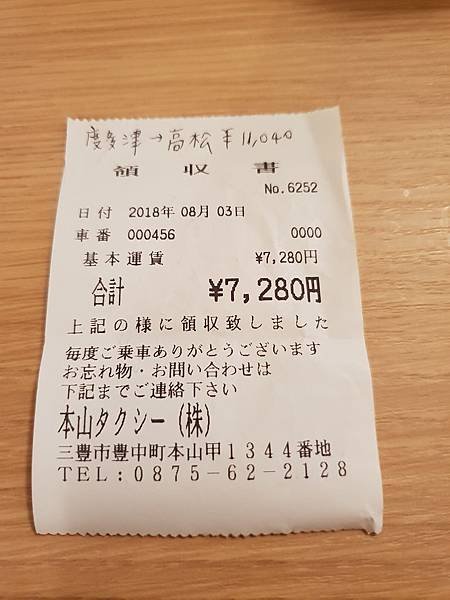 多津→高松 ¥11,040
領収書
No.6252
日付 2018年 08月 03日
車番 000456 0000
基本運賃 ¥7,280円
合計 ¥7,280円
上記の様に領収致しました
毎度ご乗車ありがとうございます
お忘れ物・お問い合わせは
下記までご連絡下さい
本山タクシー(株)
三豊市豊中町本山甲1344番地
TEL:0875-62-2128